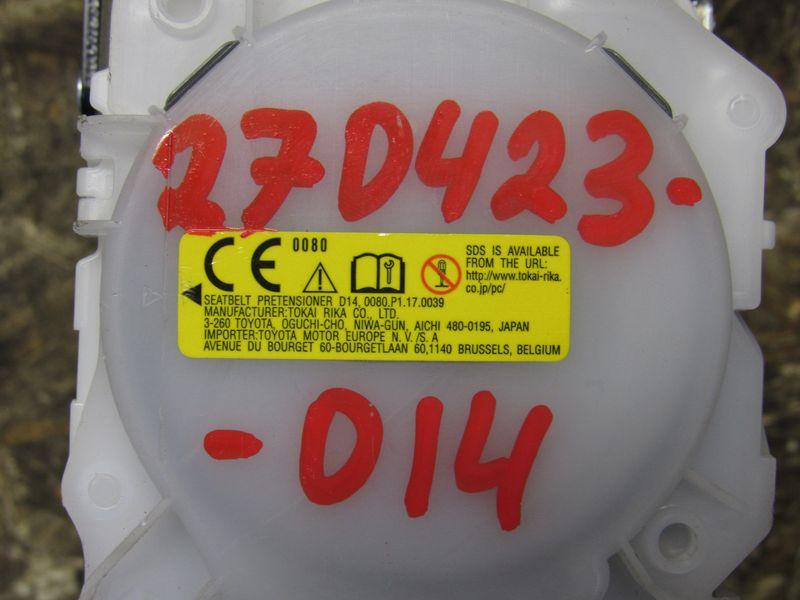 270423-
CE 0080
SDS IS AVAILABLE
FROM THE URL:
http://www.tokai-rika.
co.jp/pc/
SEATBELT PRETENSIONER D14.0080.P1.17.0039
MANUFACTURER:TOKAI RIKA CO., LTD.
3-260 TOYOTA, OGUCHI-CHO, NIWA-GUN, AICHI 480-0195, JAPAN
IMPORTER:TOYOTA MOTOR EUROPE N.V./S.A
AVENUE DU BOURGET 60-BOURGETLAAN 60,1140 BRUSSELS, BELGIUM
-014